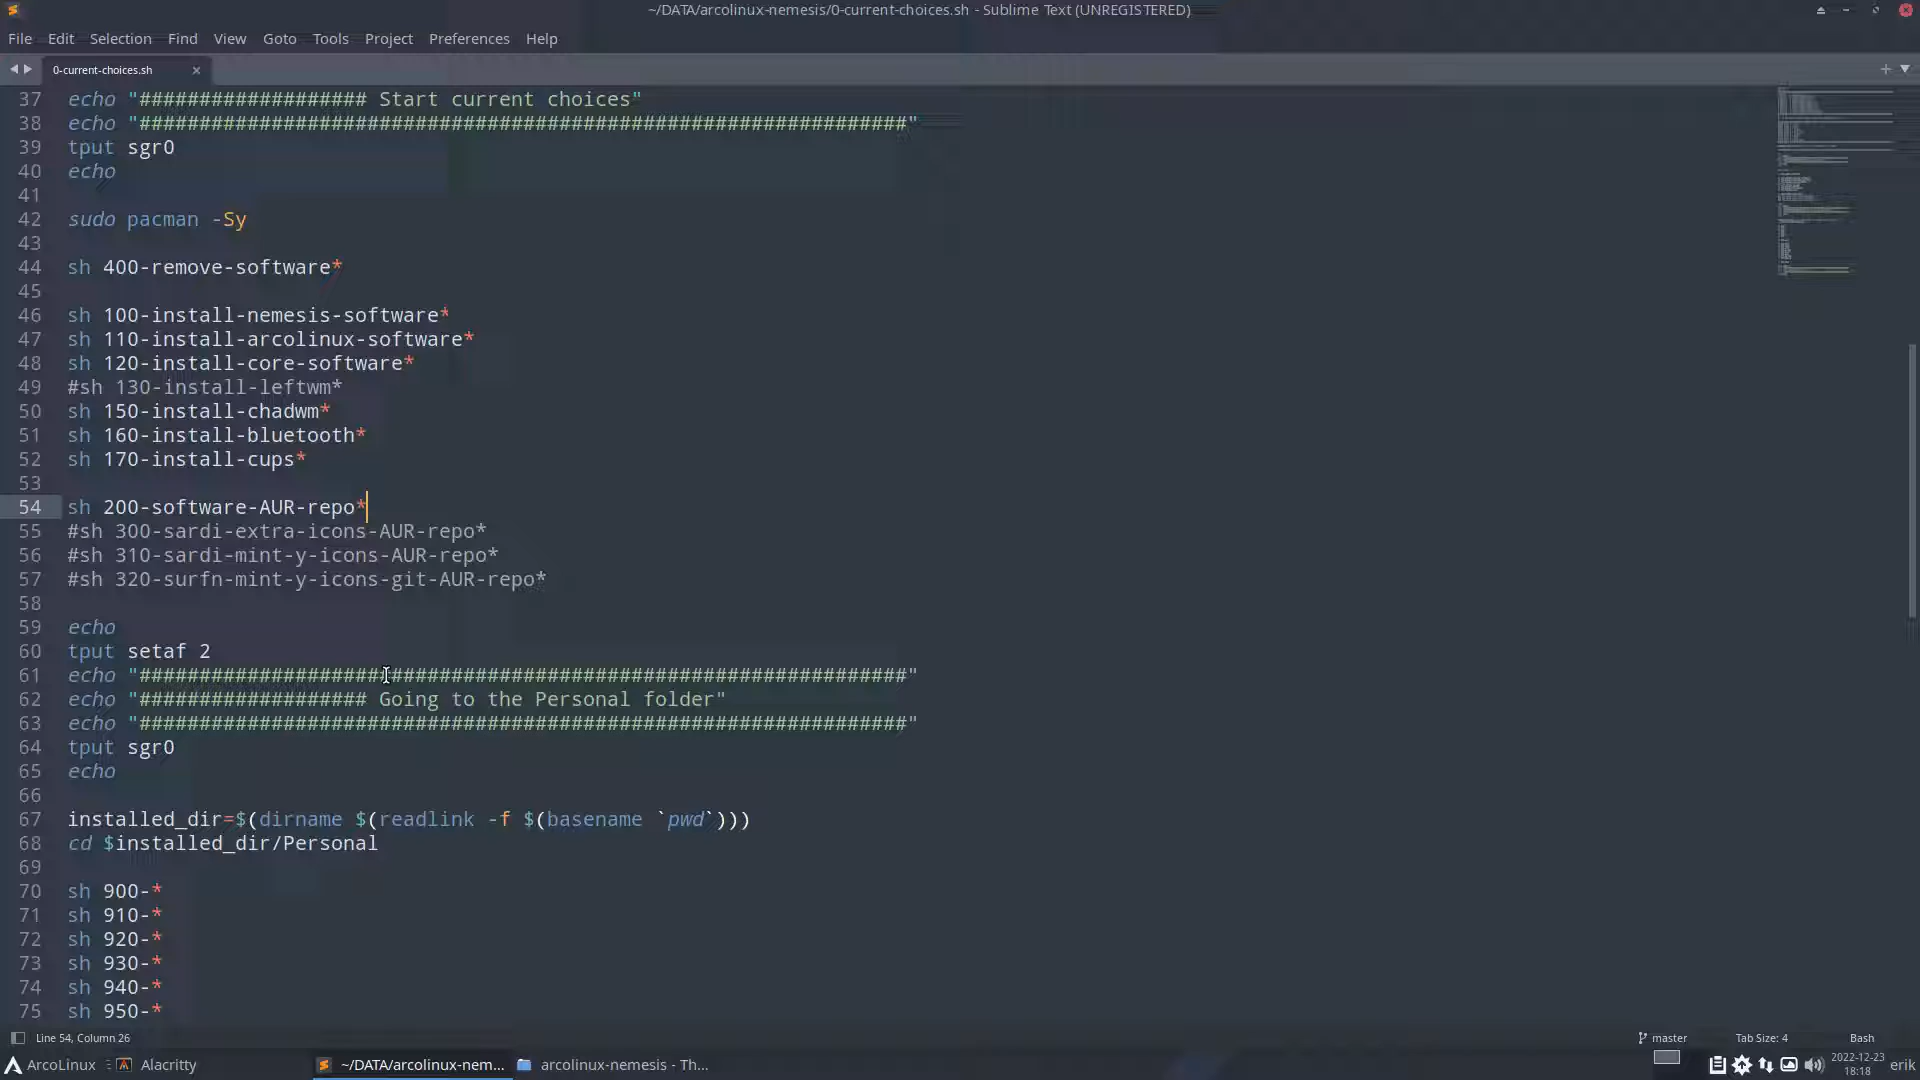 ~/DATA/arcolinux-nemesis/0-current-choices.sh - Sublime Text (UNREGISTERED)
File Edit Selection Find View Goto Tools Project Preferences Help
0-current-choices.sh
37 echo "################### Start current choices"
38 echo "################################################################"
39 tput sgr0
40 echo
41
42 sudo pacman -Sy
43
44 sh 400-remove-software*
45
46 sh 100-install-nemesis-software*
47 sh 110-install-arcolinux-software*
48 sh 120-install-core-software*
49 #sh 130-install-leftwm*
50 sh 150-install-chadwm*
51 sh 160-install-bluetooth*
52 sh 170-install-cups*
53
54 sh 200-software-AUR-repo*
55 #sh 300-sardi-extra-icons-AUR-repo*
56 #sh 310-sardi-mint-y-icons-AUR-repo*
57 #sh 320-surfn-mint-y-icons-git-AUR-repo*
58
59 echo
60 tput setaf 2
61 echo "################################################################"
62 echo "################### Going to the Personal folder"
63 echo "################################################################"
64 tput sgr0
65 echo
66
67 installed_dir=$(dirname $(readlink -f $(basename `pwd`)))
68 cd $installed_dir/Personal
69
70 sh 900-*
71 sh 910-*
72 sh 920-*
73 sh 930-*
74 sh 940-*
75 sh 950-*
Line 54, Column 26
master
Tab Size: 4
Bash
ArcoLinux
Alacritty
~/DATA/arcolinux-nem...
arcolinux-nemesis - Th...
2022-12-23
18:18
erik